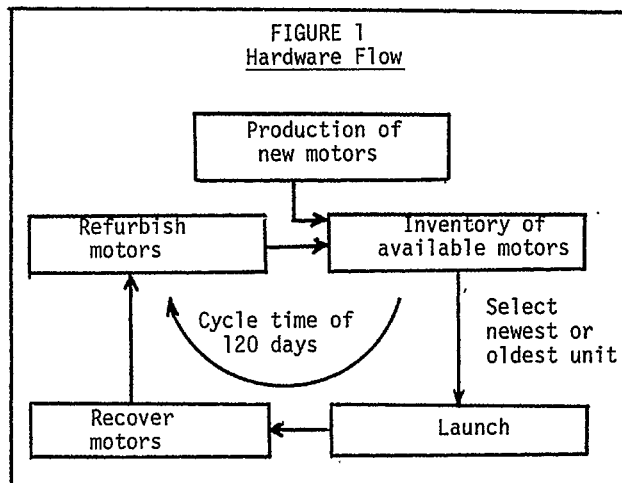 FIGURE 1
Hardware Flow
Production of
new motors
Refurbish
motors
Inventory of
available motors
Cycle time of
120 days
Select
newest or
oldest unit
Recover
motors
Launch